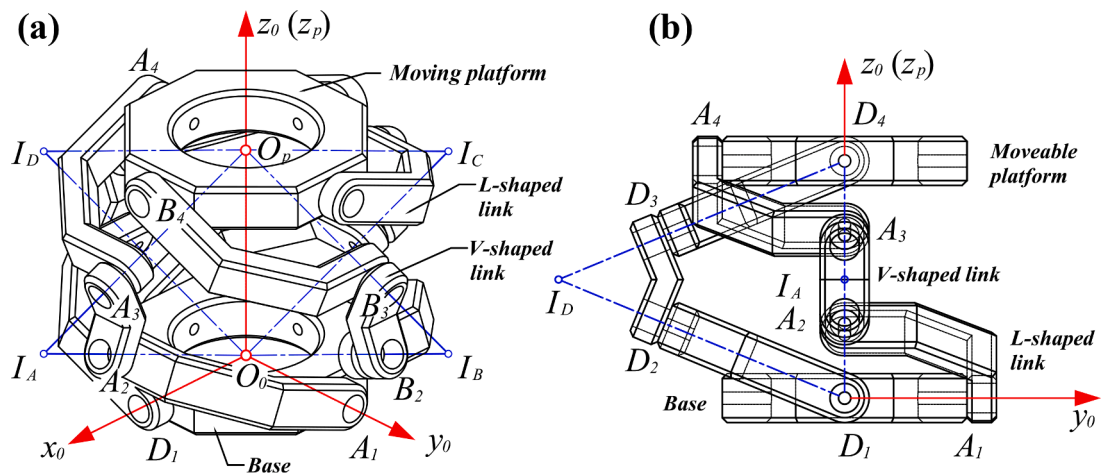 (a)
z0 (zp)
A4
Moving platform
ID
Op
IC
B4
L-shaped
link
V-shaped
link
A3
B3
IA
A2
O0
B2
IB
x0
D1
Base
A1
y0
(b)
z0 (zp)
A4
D4
Moveable
platform
D3
A3
ID
IA
V-shaped link
A2
D2
L-shaped
link
Base
D1
A1
y0